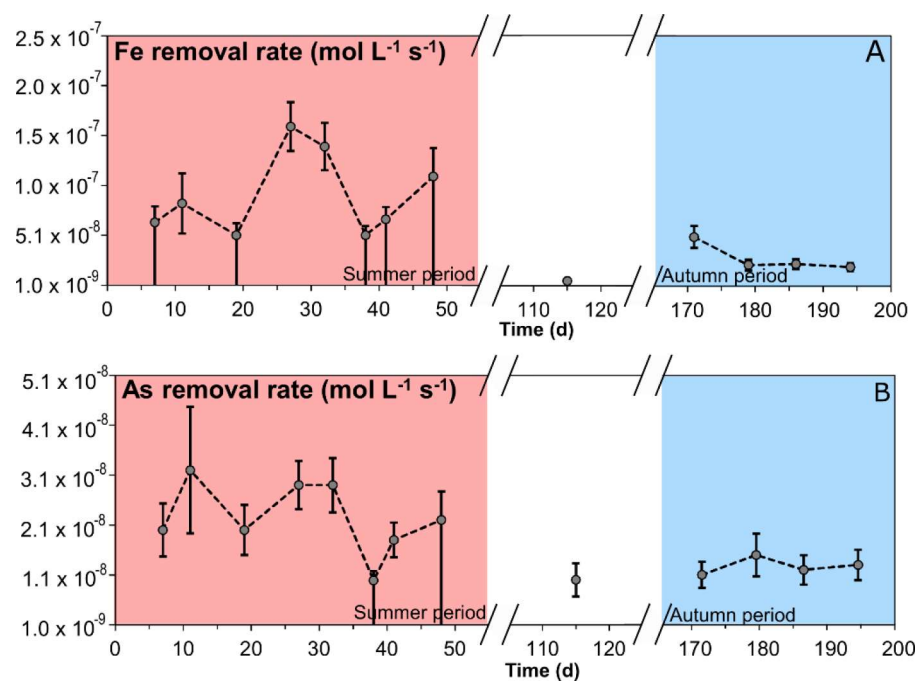 Fe removal rate (mol L⁻¹ s⁻¹)
A
2.5 x 10⁻⁷
2.0 x 10⁻⁷
1.5 x 10⁻⁷
1.0 x 10⁻⁷
5.1 x 10⁻⁸
1.0 x 10⁻⁹
Summer period
Autumn period
0 10 20 30 40 50 110 120 170 180 190 200
Time (d)
As removal rate (mol L⁻¹ s⁻¹)
B
5.1 x 10⁻⁸
4.1 x 10⁻⁸
3.1 x 10⁻⁸
2.1 x 10⁻⁸
1.1 x 10⁻⁸
1.0 x 10⁻⁹
Summer period
Autumn period
0 10 20 30 40 50 110 120 170 180 190 200
Time (d)